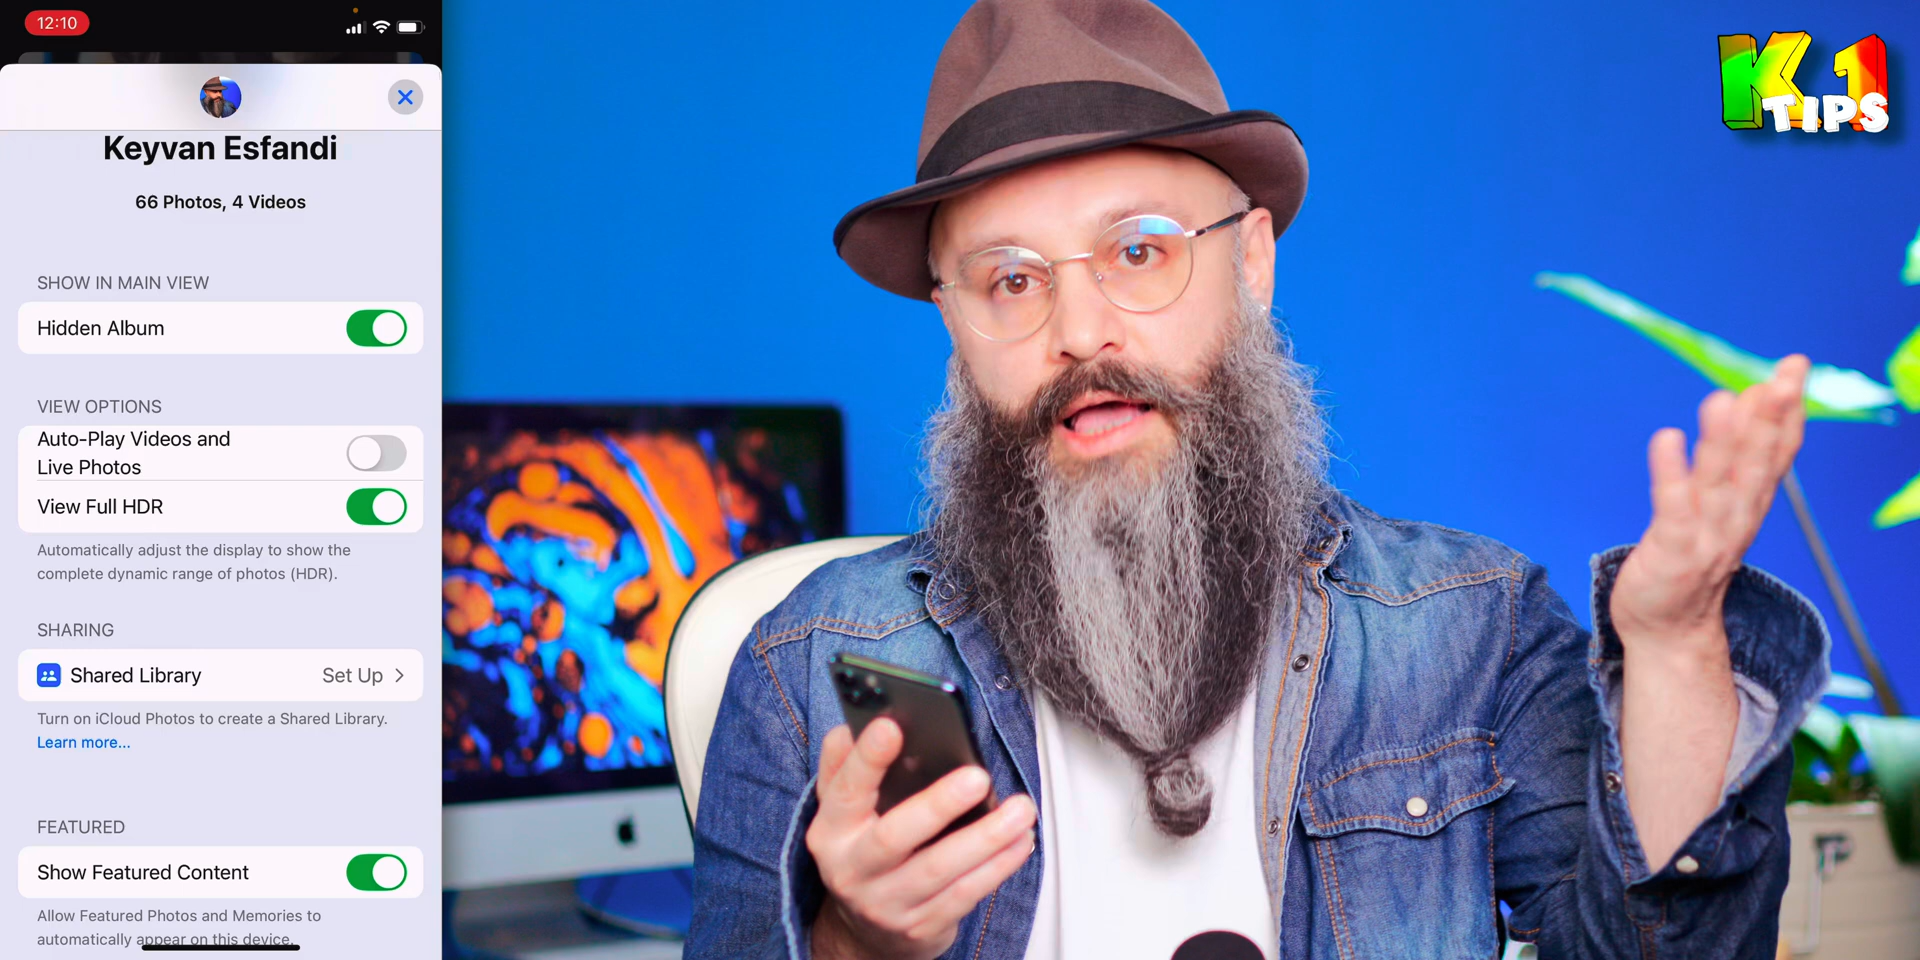 12:10
Keyvan Esfandi
66 Photos, 4 Videos
SHOW IN MAIN VIEW
Hidden Album
VIEW OPTIONS
Auto-Play Videos and
Live Photos
View Full HDR
Automatically adjust the display to show the
complete dynamic range of photos (HDR).
SHARING
Shared Library Set Up
Turn on iCloud Photos to create a Shared Library.
Learn more...
FEATURED
Show Featured Content
Allow Featured Photos and Memories to
automatically appear on this device.
K1
TIPS